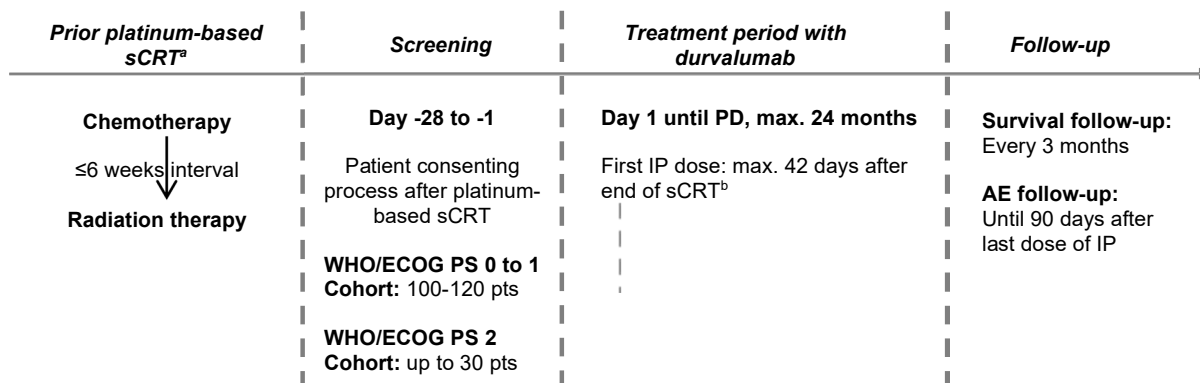 Prior platinum-based
sCRTᵃ
Screening
Treatment period with
durvalumab
Follow-up
Chemotherapy
≤6 weeks interval
Radiation therapy
Day -28 to -1
Patient consenting
process after platinum-
based sCRT
WHO/ECOG PS 0 to 1
Cohort: 100-120 pts
WHO/ECOG PS 2
Cohort: up to 30 pts
Day 1 until PD, max. 24 months
First IP dose: max. 42 days after
end of sCRTᵇ
Survival follow-up:
Every 3 months
AE follow-up:
Until 90 days after
last dose of IP